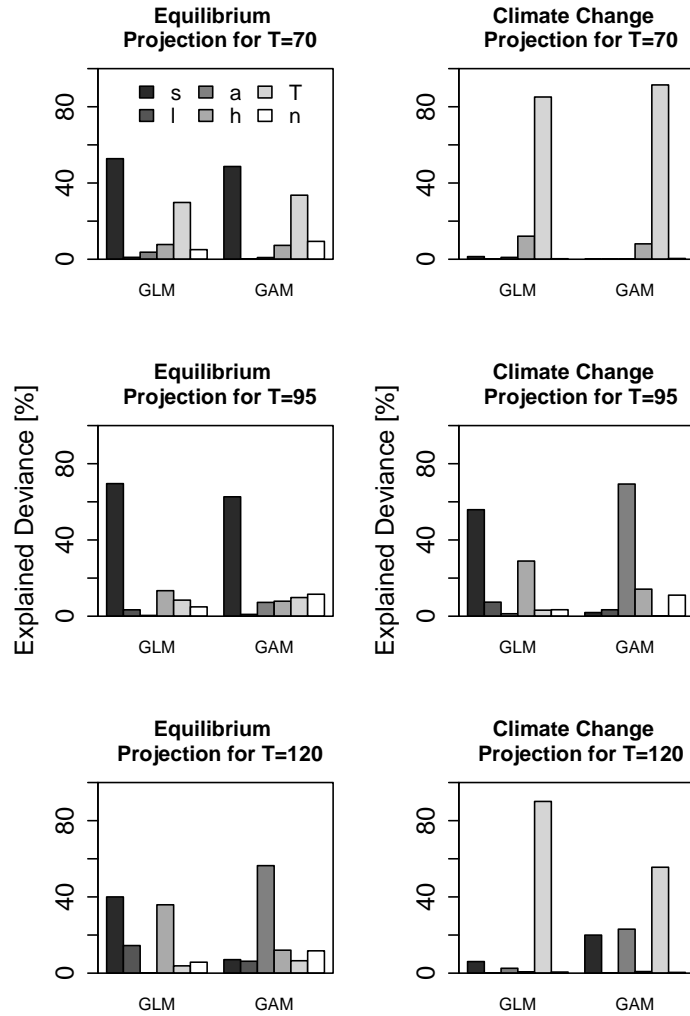 Equilibrium
Projection for T=70
80
40
0
s a T
l h n
GLM GAM
Climate Change
Projection for T=70
80
40
0
GLM GAM
Equilibrium
Projection for T=95
Explained Deviance [%]
80
40
0
GLM GAM
Climate Change
Projection for T=95
Explained Deviance [%]
80
40
0
GLM GAM
Equilibrium
Projection for T=120
80
40
0
GLM GAM
Climate Change
Projection for T=120
80
40
0
GLM GAM